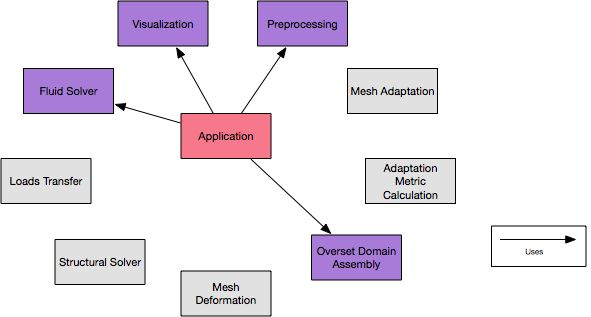 Visualization
Preprocessing
Fluid Solver
Mesh Adaptation
Application
Loads Transfer
Adaptation
Metric
Calculation
Overset Domain
Assembly
Uses
Structural Solver
Mesh
Deformation